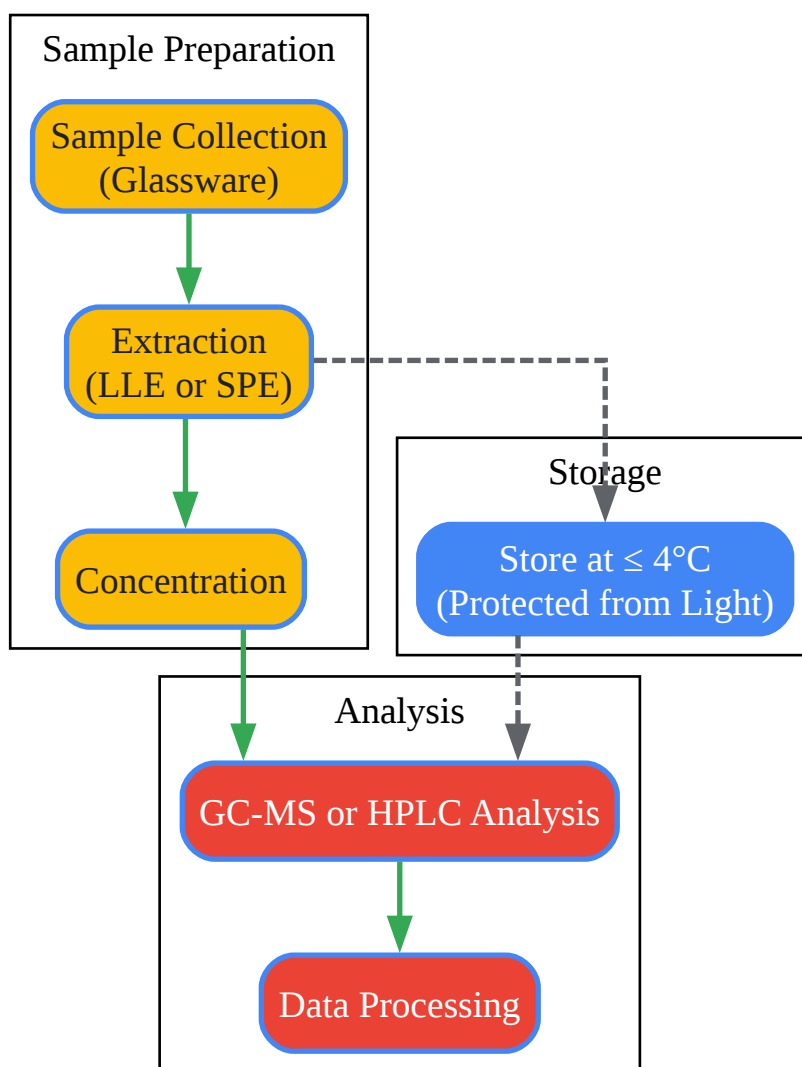 Sample Preparation
Sample Collection
(Glassware)
Extraction
(LLE or SPE)
Concentration
Storage
Store at ≤ 4°C
(Protected from Light)
Analysis
GC-MS or HPLC Analysis
Data Processing